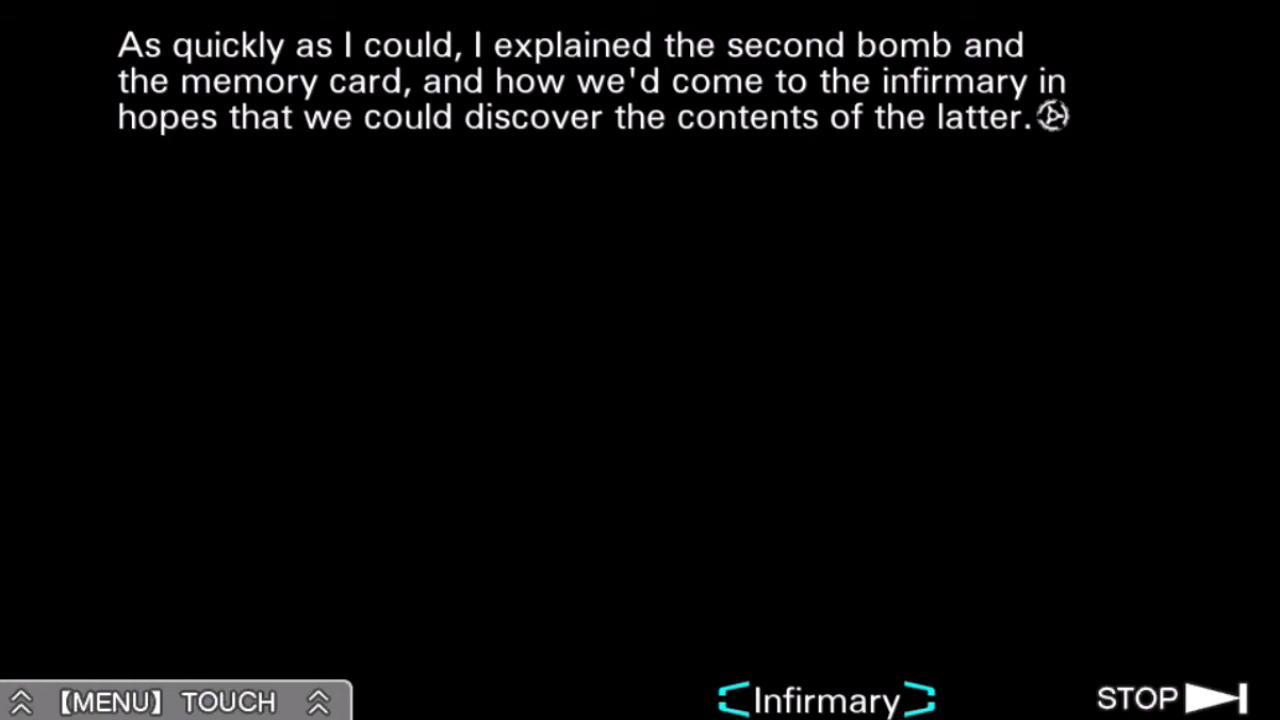 As quickly as I could, I explained the second bomb and
the memory card, and how we'd come to the infirmary in
hopes that we could discover the contents of the latter.
【MENU】 TOUCH
Infirmary
STOP